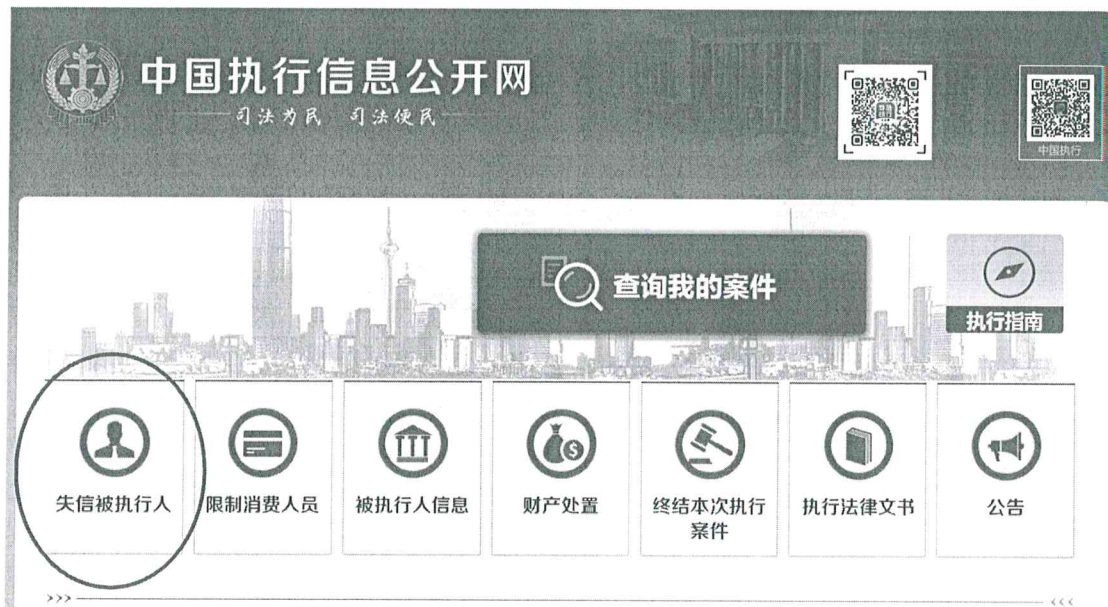 中国执行信息公开网
司法为民 司法便民
中国执行
查询我的案件
执行指南
失信被执行人
限制消费人员
被执行人信息
财产处置
终结本次执行
案件
执行法律文书
公告
>>>
<<<